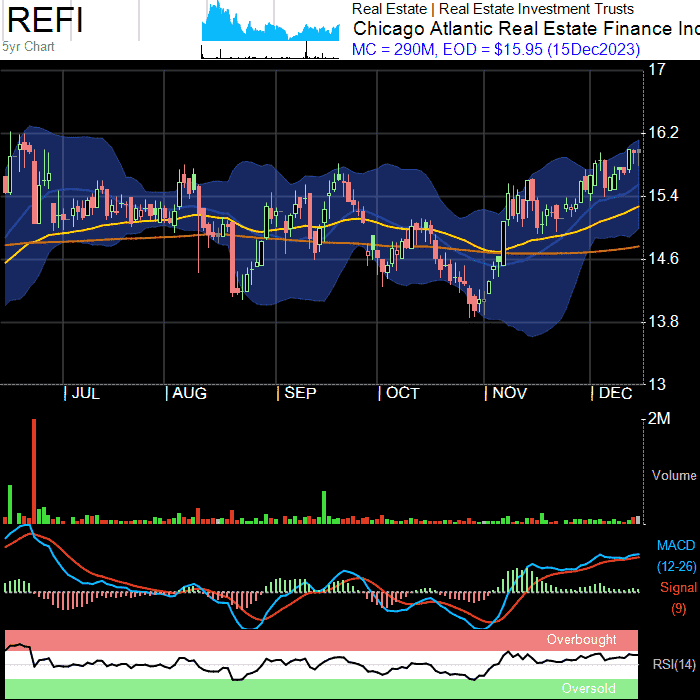 REFI
5yr Chart
Real Estate | Real Estate Investment Trusts
Chicago Atlantic Real Estate Finance Inc
MC = 290M, EOD = $15.95 (15Dec2023)
17
16.2
15.4
14.6
13.8
13
| JUL | AUG | SEP | OCT | NOV | DEC
2M
Volume
MACD
(12-26)
Signal
(9)
Overbought
RSI(14)
Oversold